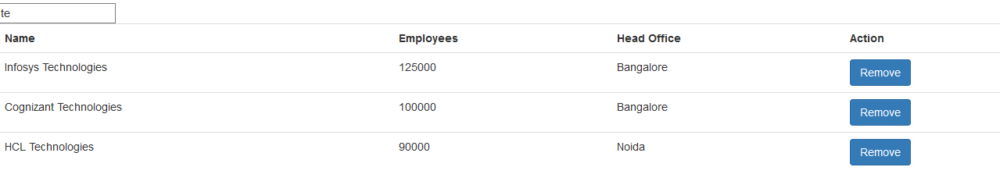 te
Name Employees Head Office Action
Infosys Technologies 125000 Bangalore Remove
Cognizant Technologies 100000 Bangalore Remove
HCL Technologies 90000 Noida Remove